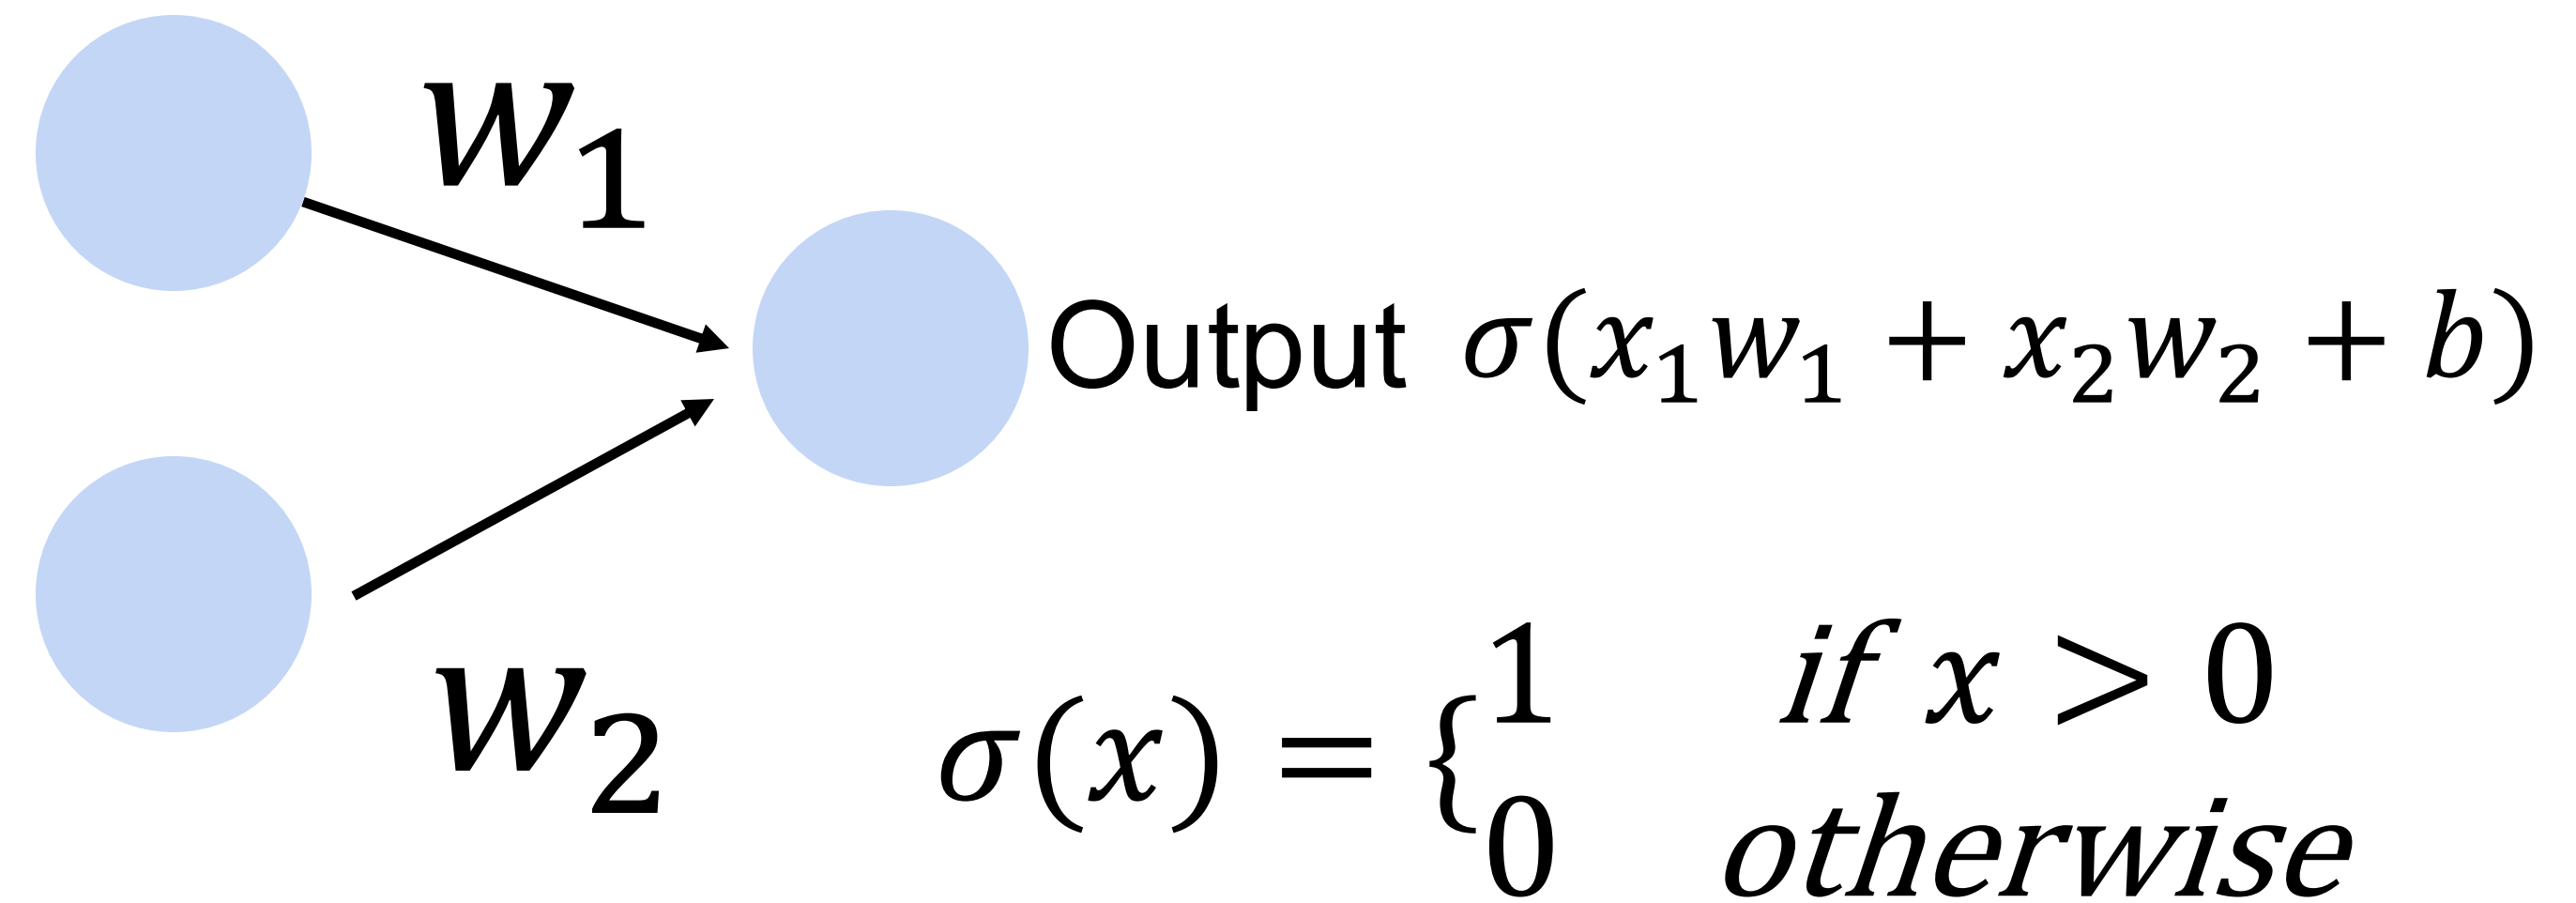 w₁
Output σ(x₁w₁ + x₂w₂ + b)
w₂
σ(x) = {1 if x > 0
0 otherwise